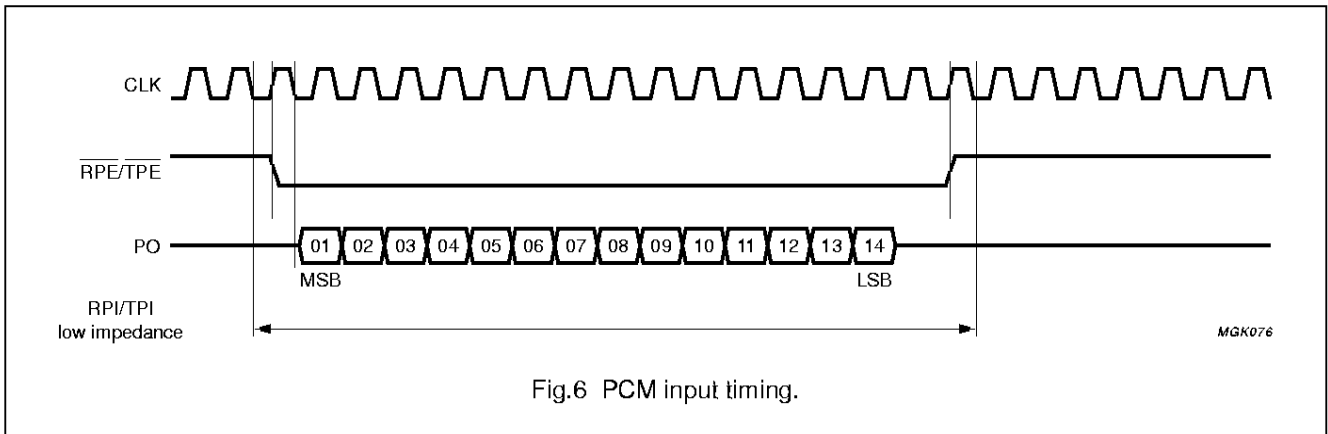 CLK
RPE/TPE
PO
01 02 03 04 05 06 07 08 09 10 11 12 13 14
MSB LSB
RPI/TPI
low impedance
MGK076
Fig.6 PCM input timing.